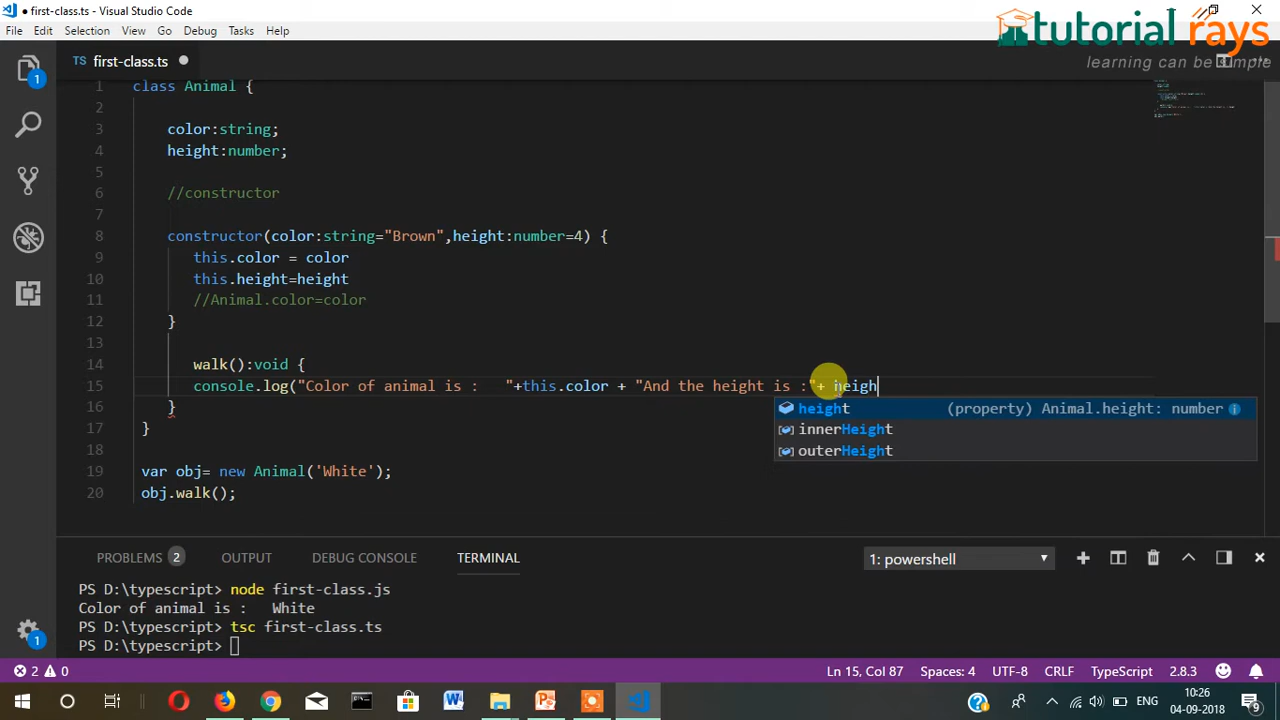 first-class.ts - Visual Studio Code
File Edit Selection View Go Debug Tasks Help
tutorial rays
learning can be simple
TS first-class.ts
1 class Animal {
2
3 color:string;
4 height:number;
5
6 //constructor
7
8 constructor(color:string="Brown",height:number=4) {
9 this.color = color
10 this.height=height
11 //Animal.color=color
12 }
13
14 walk():void {
15 console.log("Color of animal is :   "+this.color + "And the height is :"+ heigh
16 }
17 }
18
19 var obj= new Animal('White');
20 obj.walk();
height (property) Animal.height: number
innerHeight
outerHeight
PROBLEMS 2 OUTPUT DEBUG CONSOLE TERMINAL 1: powershell
PS D:\typescript> node first-class.js
Color of animal is :   White
PS D:\typescript> tsc first-class.ts
PS D:\typescript>
2 0 Ln 15, Col 87 Spaces: 4 UTF-8 CRLF TypeScript 2.8.3
ENG 10:26
04-09-2018